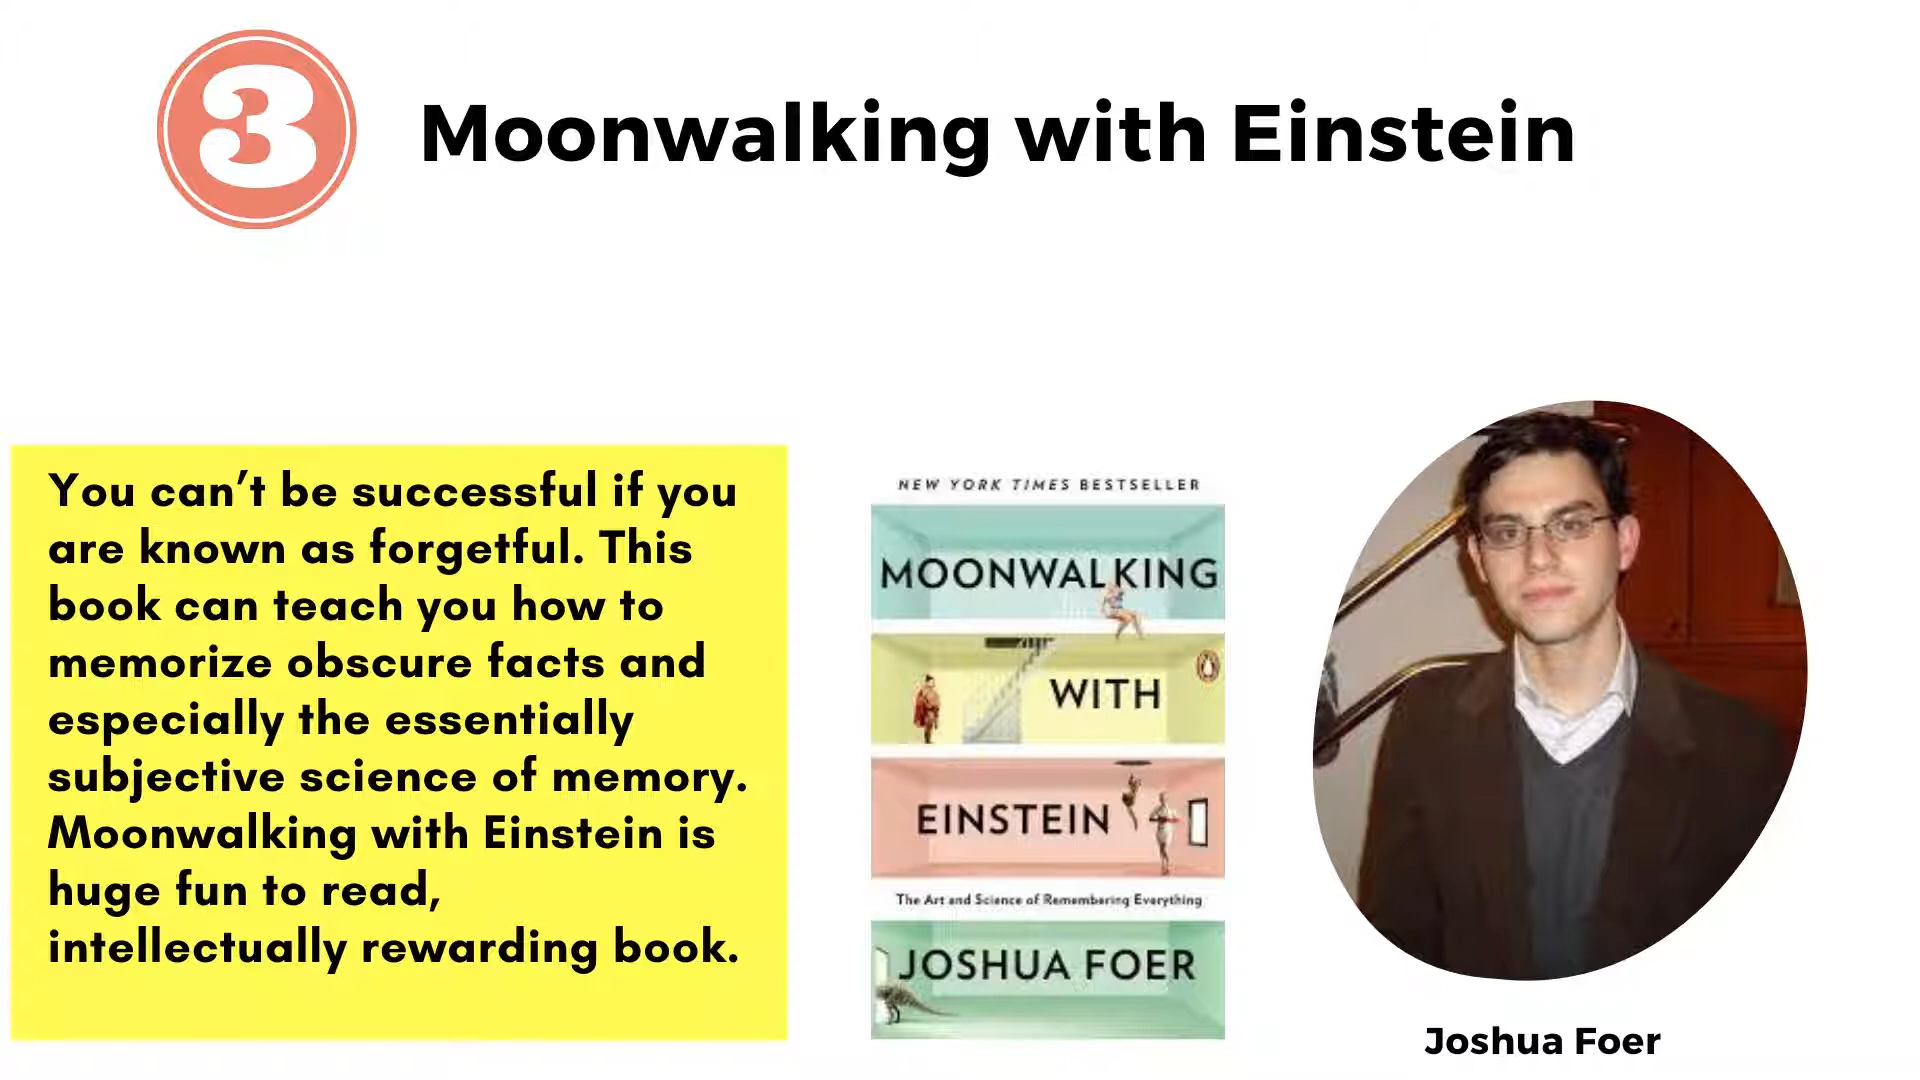 3
Moonwalking with Einstein
You can’t be successful if you
are known as forgetful. This
book can teach you how to
memorize obscure facts and
especially the essentially
subjective science of memory.
Moonwalking with Einstein is
huge fun to read,
intellectually rewarding book.
NEW YORK TIMES BESTSELLER
MOONWALKING
WITH
EINSTEIN
The Art and Science of Remembering Everything
JOSHUA FOER
Joshua Foer